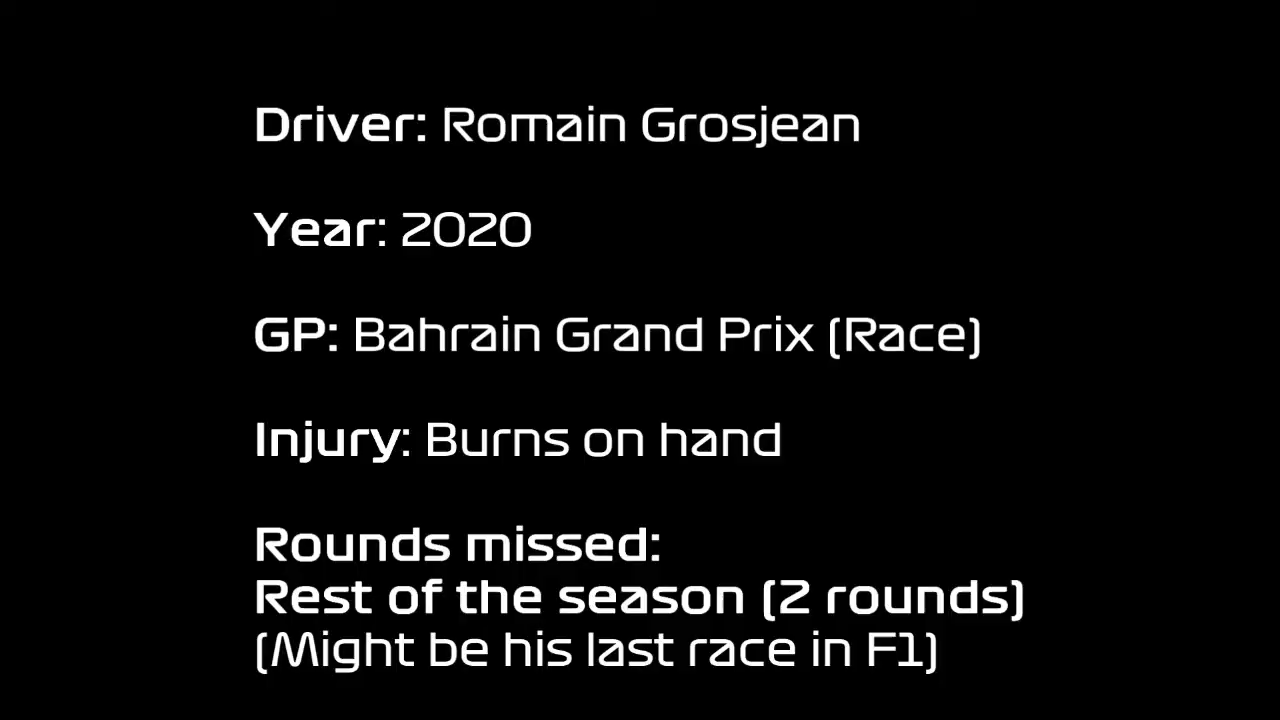 Driver: Romain Grosjean
Year: 2020
GP: Bahrain Grand Prix (Race)
Injury: Burns on hand
Rounds missed:
Rest of the season (2 rounds)
(Might be his last race in F1)